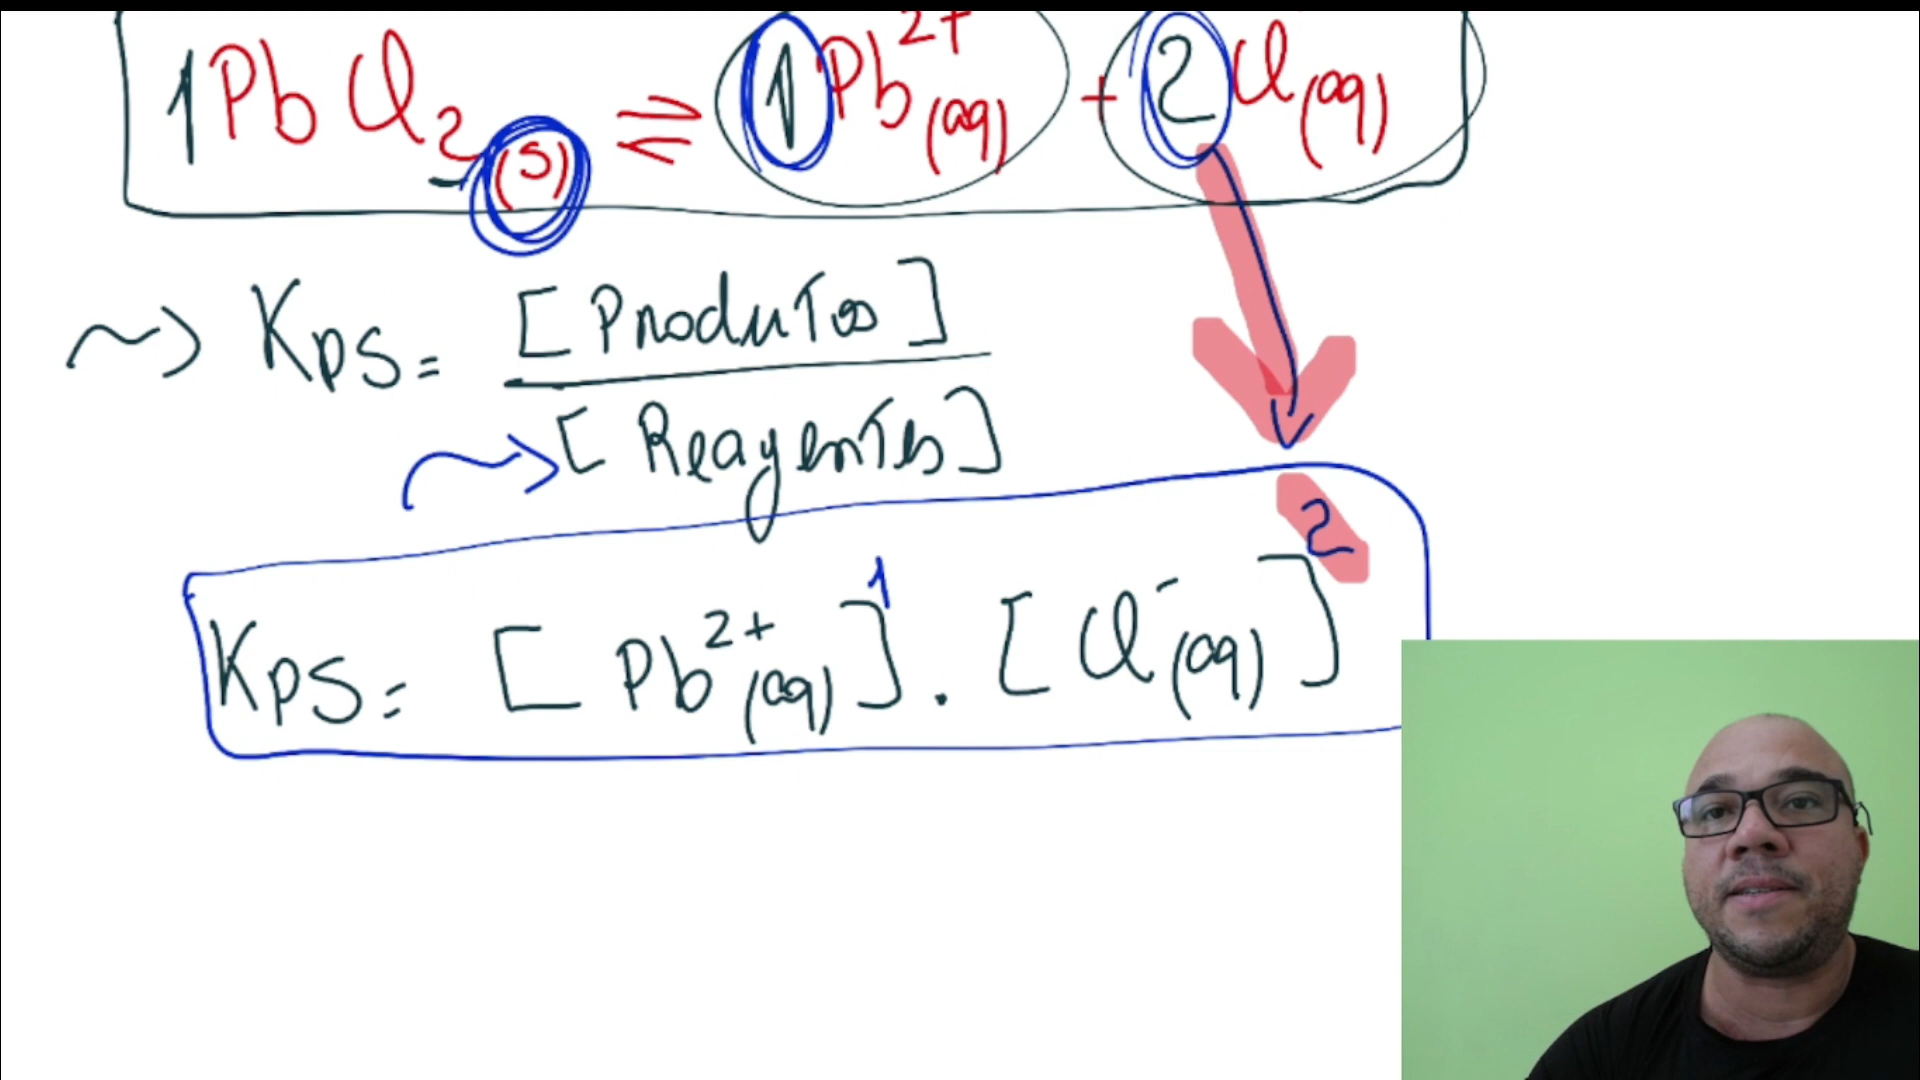 1PbCl₂(s) ⇌ 1Pb²⁺(aq) + 2Cl(aq)
Kps = [Produtos]
[Reagentes]
Kps = [Pb²⁺(aq)]¹ . [Cl⁻(aq)]²